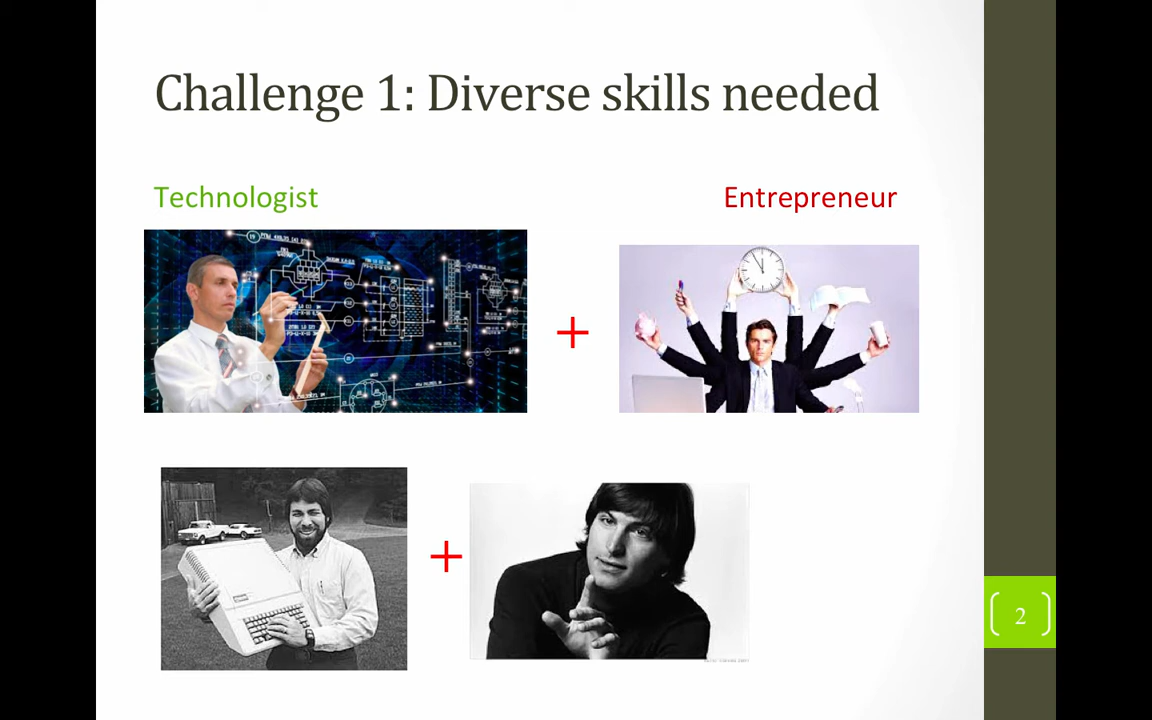 Challenge 1: Diverse skills needed
Technologist
Entrepreneur
+
+
2